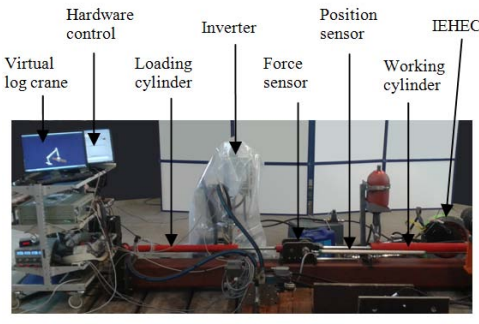 Hardware
control
Inverter
Position
sensor
IEHEC
Virtual
log crane
Loading
cylinder
Force
sensor
Working
cylinder